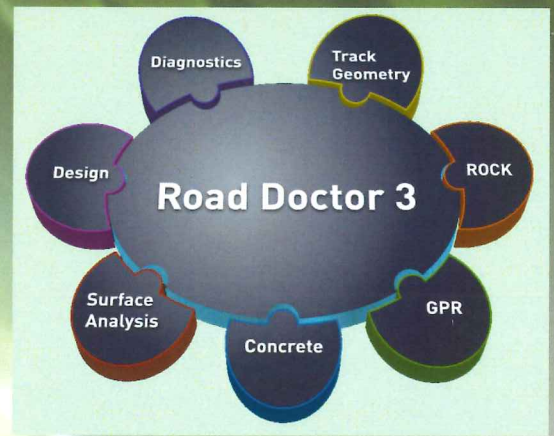 Diagnostics
Track
Geometry
Design
Road Doctor 3
ROCK
Surface
Analysis
GPR
Concrete